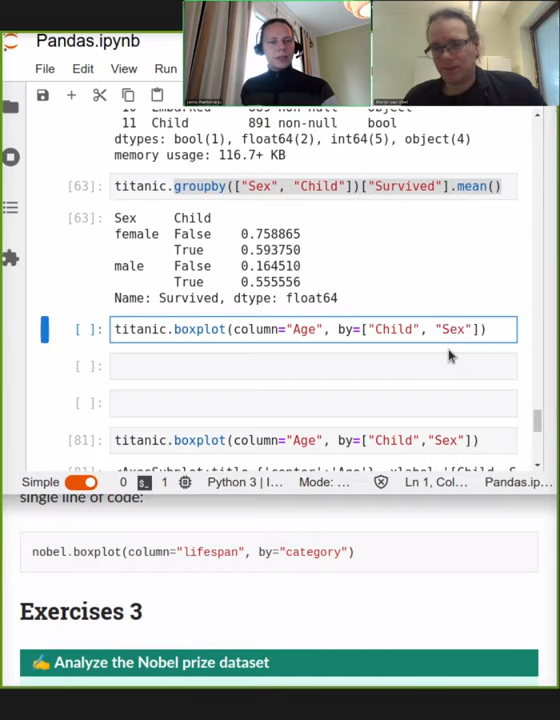 Pandas.ipynb
File Edit View Run
11 Child 891 non-null bool
dtypes: bool(1), float64(2), int64(5), object(4)
memory usage: 116.7+ KB
[63]: titanic.groupby(["Sex", "Child"])["Survived"].mean()
[63]: Sex Child
female False 0.758865
True 0.593750
male False 0.164510
True 0.555556
Name: Survived, dtype: float64
[ ]: titanic.boxplot(column="Age", by=["Child", "Sex"])
[ ]:
[ ]:
[81]: titanic.boxplot(column="Age", by=["Child","Sex"])
Simple 0 $_ 1 Python 3 | I... Mode: ... Ln 1, Col... Pandas.ip...
single line of code:
nobel.boxplot(column="lifespan", by="category")
Exercises 3
✍ Analyze the Nobel prize dataset